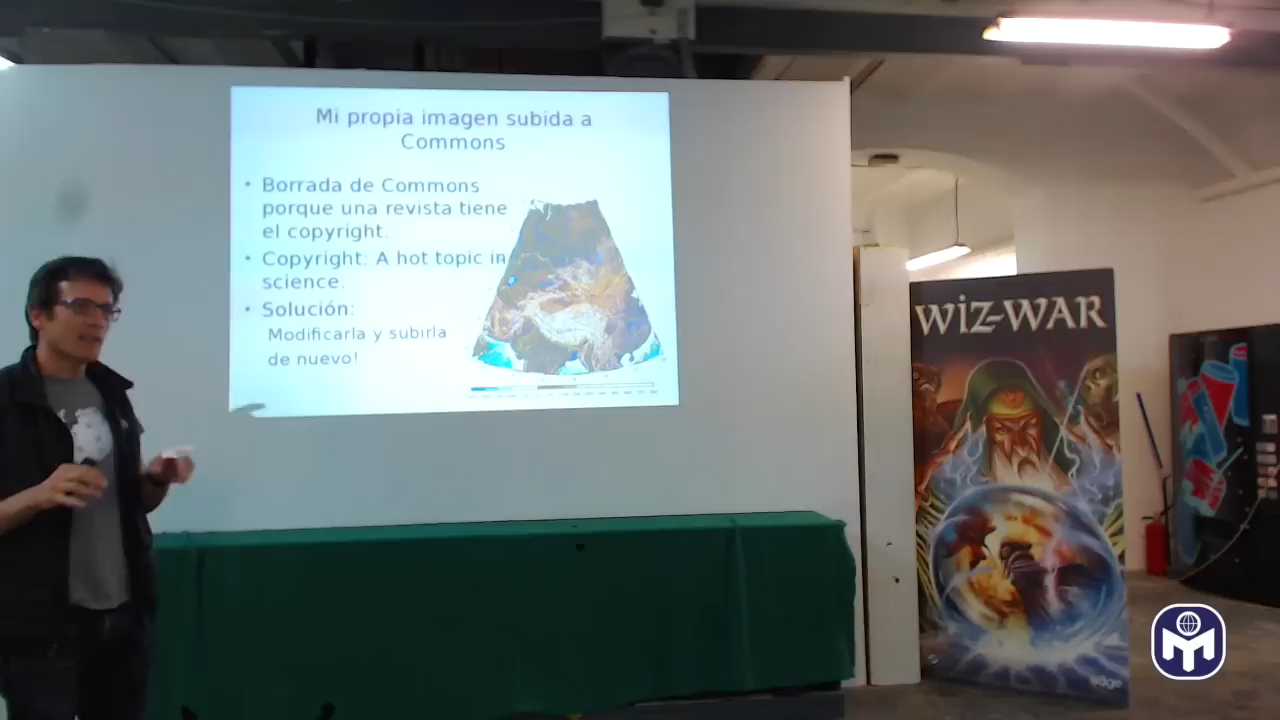 Mi propia imagen subida a
Commons
• Borrada de Commons
porque una revista tiene
el copyright.
• Copyright: A hot topic in
science.
• Solución:
Modificarla y subirla
de nuevo!
WIZ-WAR
edge